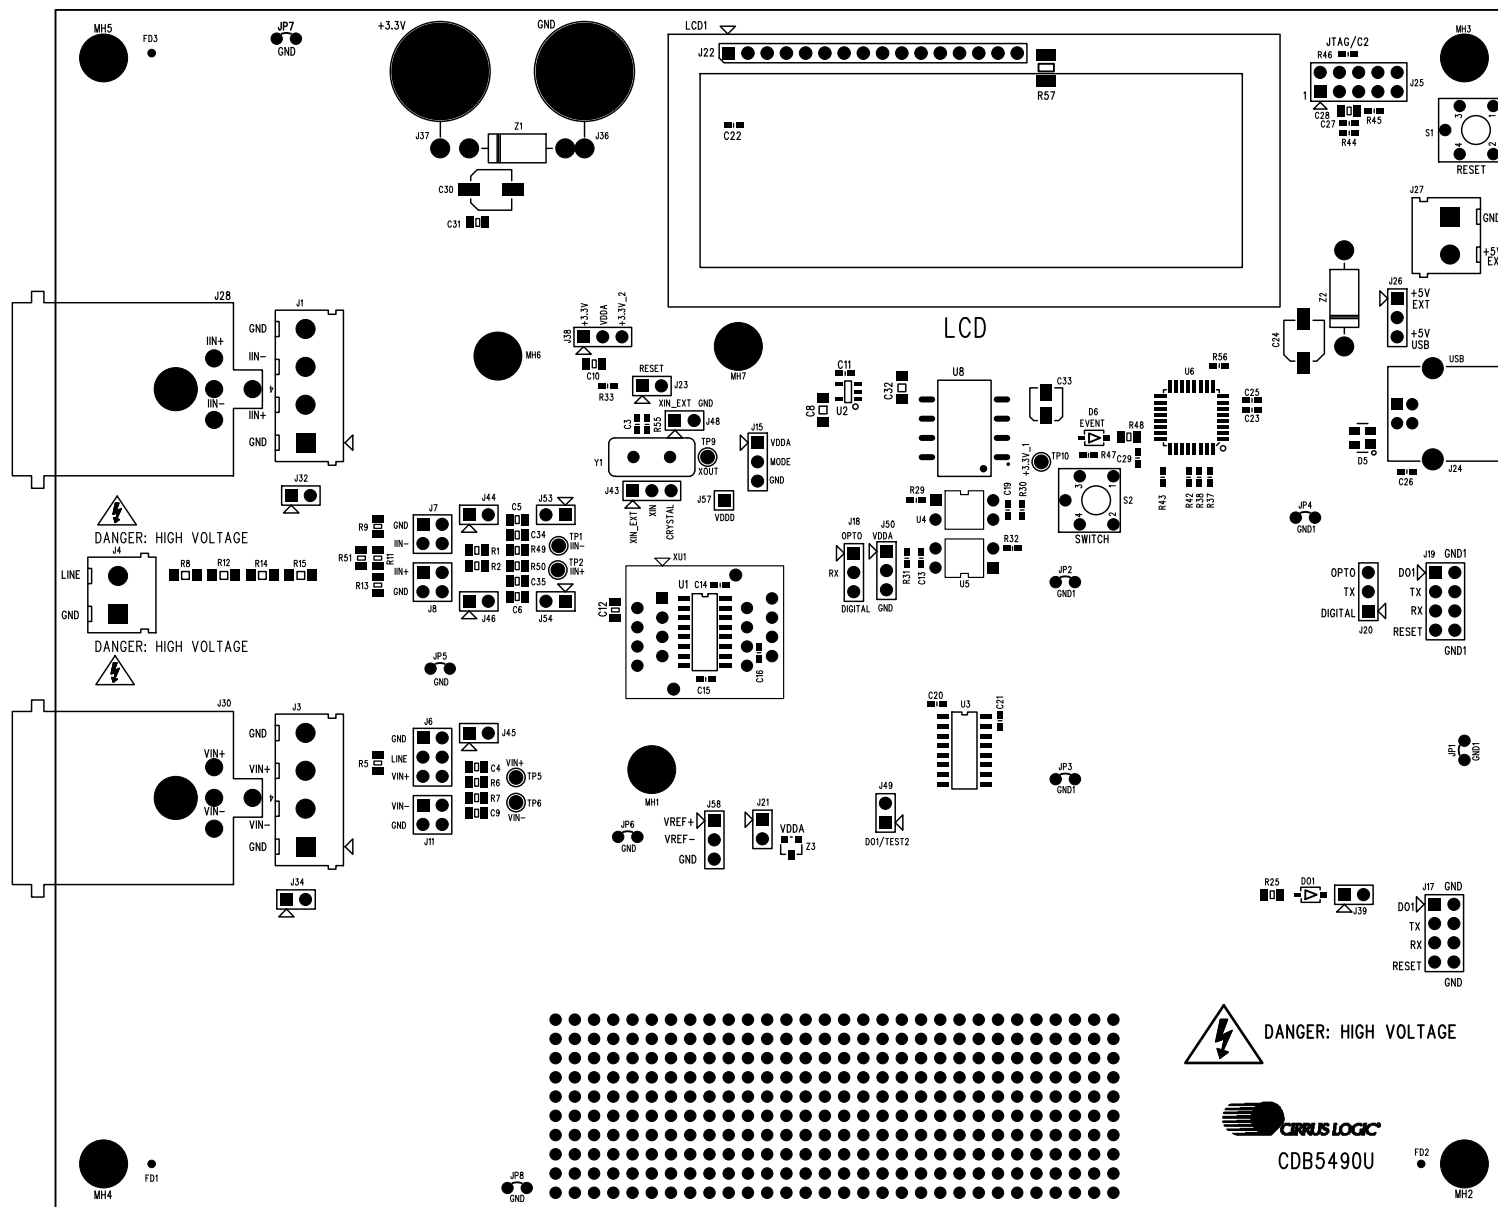 MH5
FD3
JP7
GND
+3.3V
GND
LCD1
J22
R57
C22
JTAG/C2
R46
J25
1
C28
C27
R45
R44
MH3
S1
3
1
4
2
RESET
J37
Z1
J36
C30
C31
J27
GND
+5V
EX
J26
+5V
EXT
+5V
USB
Z2
C24
LCD
J28
IIN+
IIN-
4
J1
GND
IIN-
IIN+
GND
J32
MH6
+3.3V
VDDA
+3.3V_2
J38
C10
R33
MH7
RESET
J23
XIN_EXT GND
J48
C3
R55
TP9
XOUT
Y1
J43
XIN_EXT
XIN
CRYSTAL
J15
VDDA
MODE
GND
J57
VDDD
C11
U2
C8
C32
U8
C33
D6
EVENT
R48
R47
C29
+3.3V_1
TP10
U6
R56
C25
C23
R43
R42
R38
R37
USB
D5
J24
C26
S2
3
1
4
2
SWITCH
R29
U4
C19
R30
R32
U5
R31
C13
J18
OPTO
RX
DIGITAL
J50
VDDA
GND
JP4
GND1
JP2
GND1
DANGER: HIGH VOLTAGE
J4
LINE
GND
DANGER: HIGH VOLTAGE
R8
R12
R14
R15
R9
R51
R11
R13
J7
GND
IIN-
IIN+
GND
J8
J44
R1
R2
J46
C5
C34
R49
R50
C35
C6
J53
TP1
IIN-
TP2
IIN+
J54
XU1
U1
C14
C12
C16
C15
OPTO
TX
DIGITAL
J20
J19
GND1
DO1
TX
RX
RESET
GND1
JP5
GND
J30
VIN+
VIN-
4
J3
GND
VIN+
VIN-
GND
J34
R5
J6
GND
LINE
VIN+
VIN-
GND
J11
J45
C4
R6
R7
C9
VIN+
TP5
TP6
VIN-
MH1
JP6
GND
J58
VREF+
VREF-
GND
J21
VDDA
Z3
J49
DO1/TEST2
C20
U3
C21
JP3
GND1
JP1
GND1
R25
DO1
J39
J17
GND
DO1
TX
RX
RESET
GND
DANGER: HIGH VOLTAGE
CIRRUS LOGIC®
CDB5490U
MH4
FD1
JP8
GND
FD2
MH2